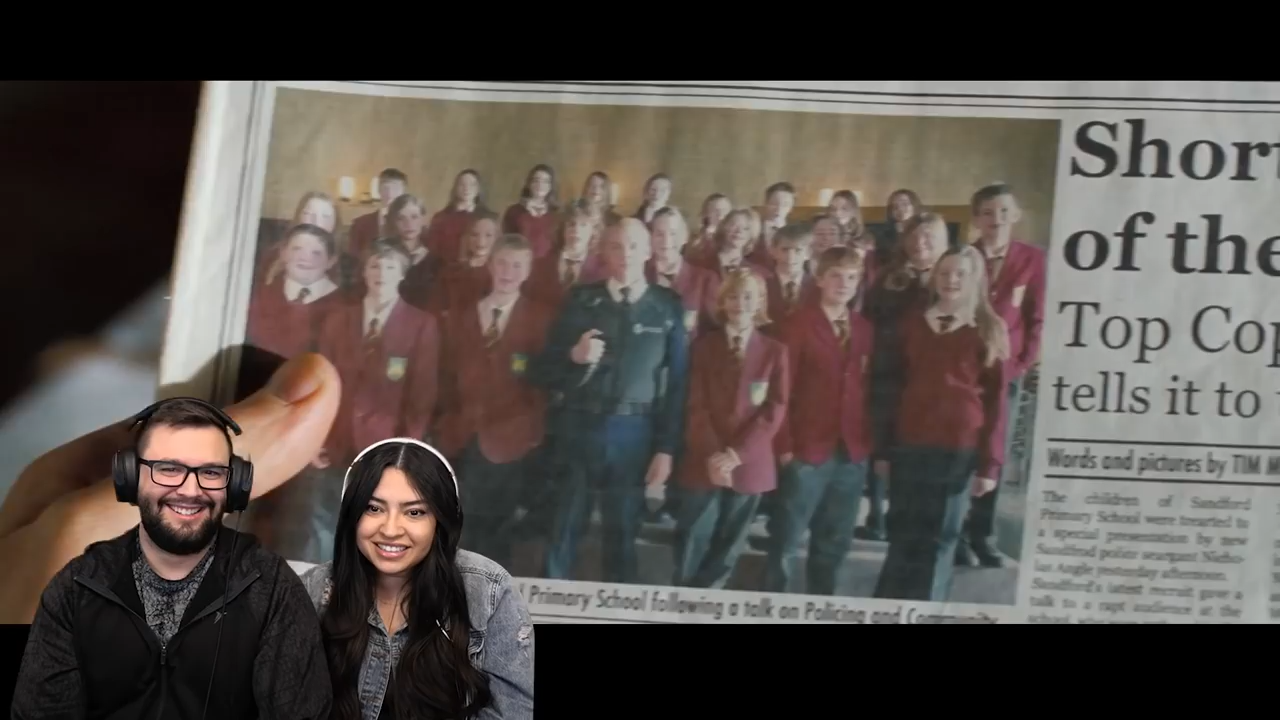 Short
of the
Top Cop
tells it to
Words and pictures by TIM M
The children of Sandford
Primary School were treated to
a special presentation by new
Sandford police sergeant Nicho-
las Angle yesterday afternoon.
Sandford's latest recruit gave a
talk to a rapt audience at the
Primary School following a talk on Policing and Community